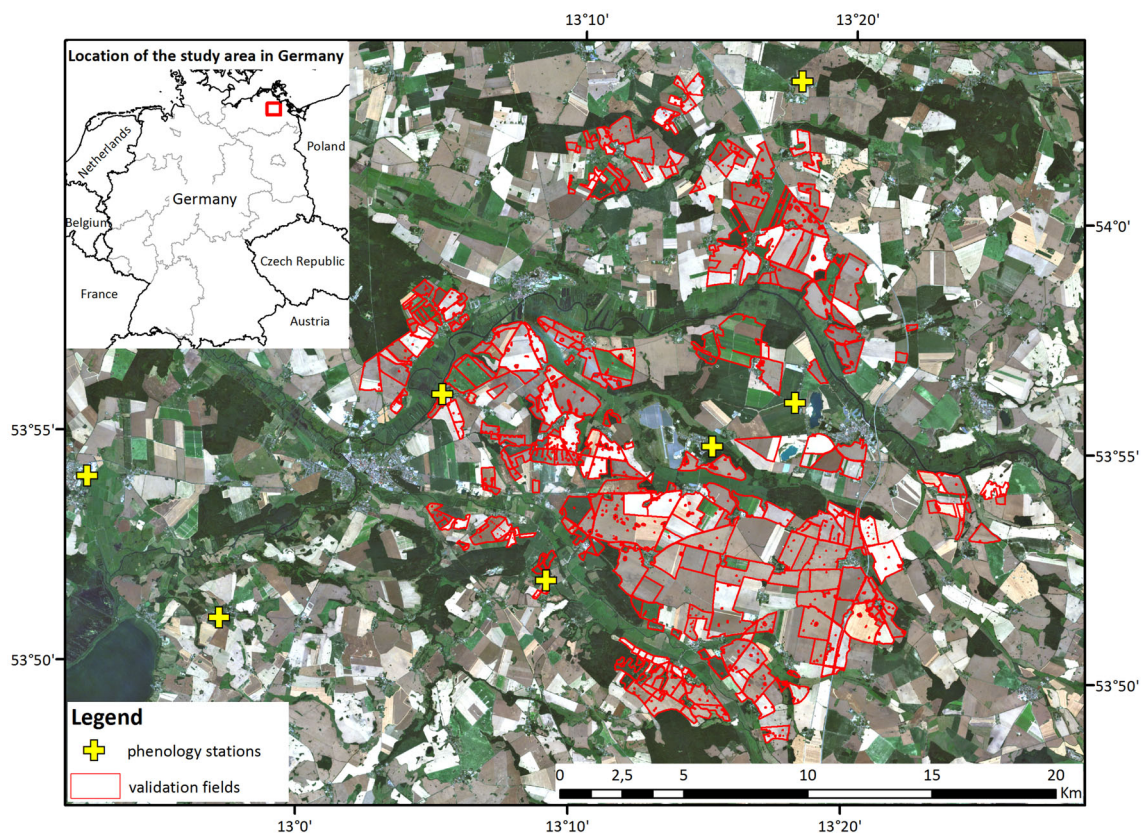 13°10' 13°20'
Location of the study area in Germany
Netherlands
Poland
Germany
Belgium
Czech Republic
France
Austria
54°0'
53°55'
53°55'
53°50'
53°50'
Legend
phenology stations
validation fields
0 2,5 5 10 15 20
Km
13°0' 13°10' 13°20'